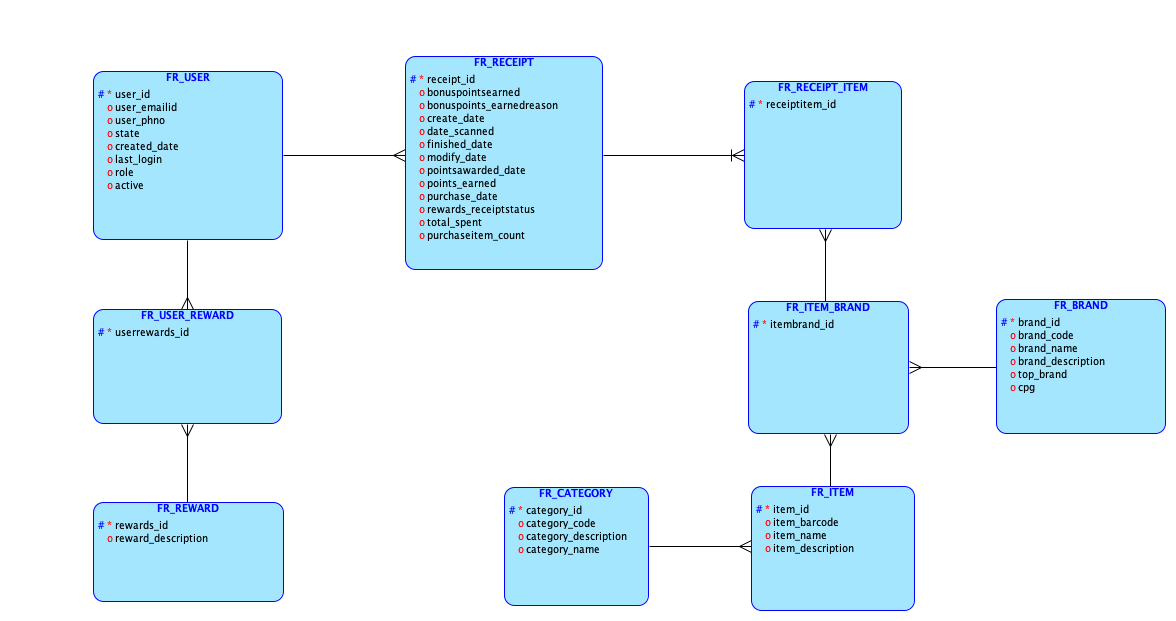 FR_USER
# * user_id
o user_emailid
o user_phno
o state
o created_date
o last_login
o role
o active
FR_RECEIPT
# * receipt_id
o bonuspointsearned
o bonuspoints_earnedreason
o create_date
o date_scanned
o finished_date
o modify_date
o pointsawarded_date
o points_earned
o purchase_date
o rewards_receiptstatus
o total_spent
o purchaseitem_count
FR_RECEIPT_ITEM
# * receiptitem_id
FR_USER_REWARD
# * userrewards_id
FR_ITEM_BRAND
# * itembrand_id
FR_BRAND
# * brand_id
o brand_code
o brand_name
o brand_description
o top_brand
o cpg
FR_REWARD
# * rewards_id
o reward_description
FR_CATEGORY
# * category_id
o category_code
o category_description
o category_name
FR_ITEM
# * item_id
o item_barcode
o item_name
o item_description